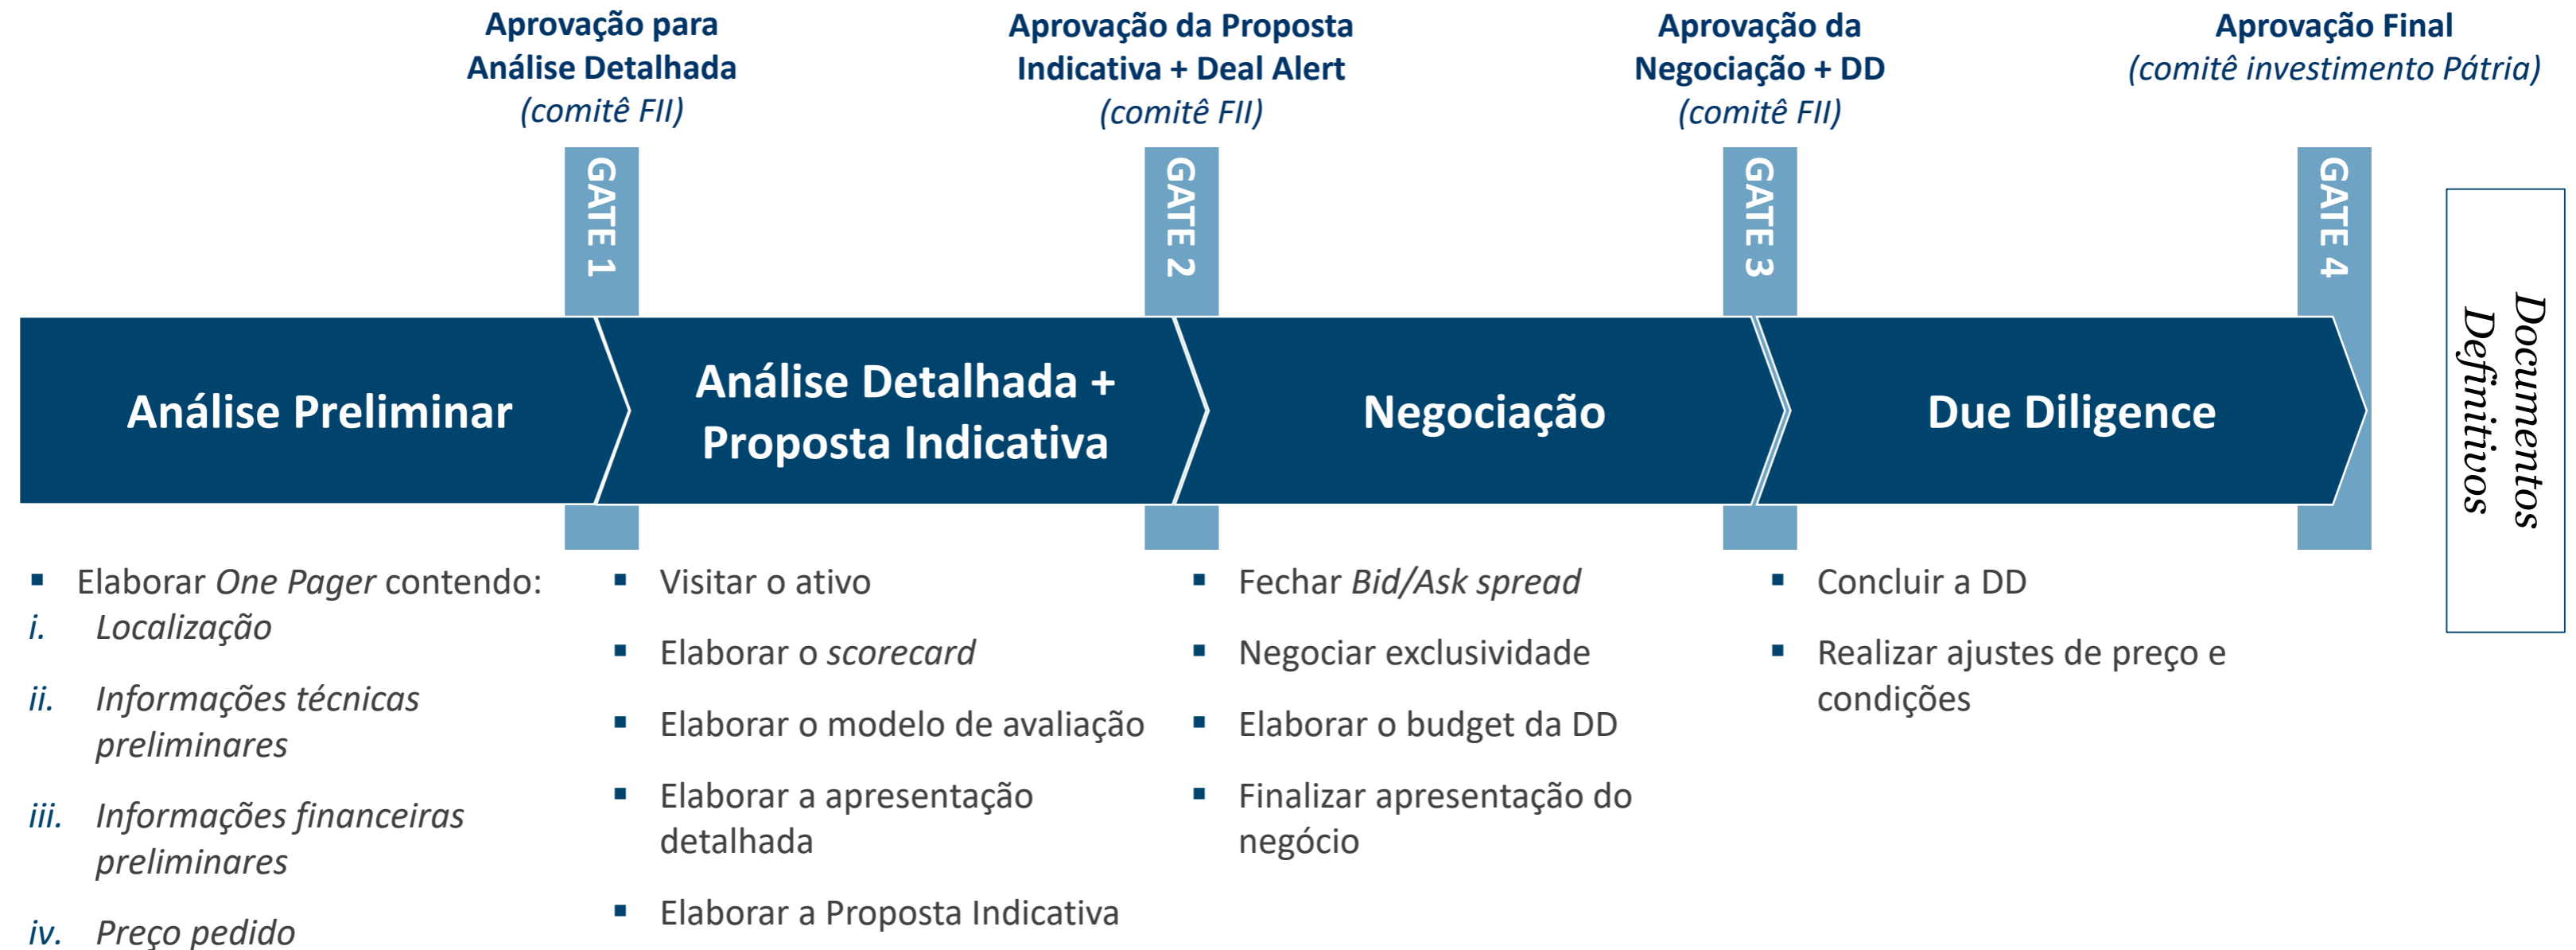 Aprovação para
Análise Detalhada
(comitê FII)
Aprovação da Proposta
Indicativa + Deal Alert
(comitê FII)
Aprovação da
Negociação + DD
(comitê FII)
Aprovação Final
(comitê investimento Pátria)
GATE 1
GATE 2
GATE 3
GATE 4
Documentos
Definitivos
Análise Preliminar
Análise Detalhada +
Proposta Indicativa
Negociação
Due Diligence
▪ Elaborar One Pager contendo:
i. Localização
ii. Informações técnicas
preliminares
iii. Informações financeiras
preliminares
iv. Preço pedido
▪ Visitar o ativo
▪ Elaborar o scorecard
▪ Elaborar o modelo de avaliação
▪ Elaborar a apresentação
detalhada
▪ Elaborar a Proposta Indicativa
▪ Fechar Bid/Ask spread
▪ Negociar exclusividade
▪ Elaborar o budget da DD
▪ Finalizar apresentação do
negócio
▪ Concluir a DD
▪ Realizar ajustes de preço e
condições